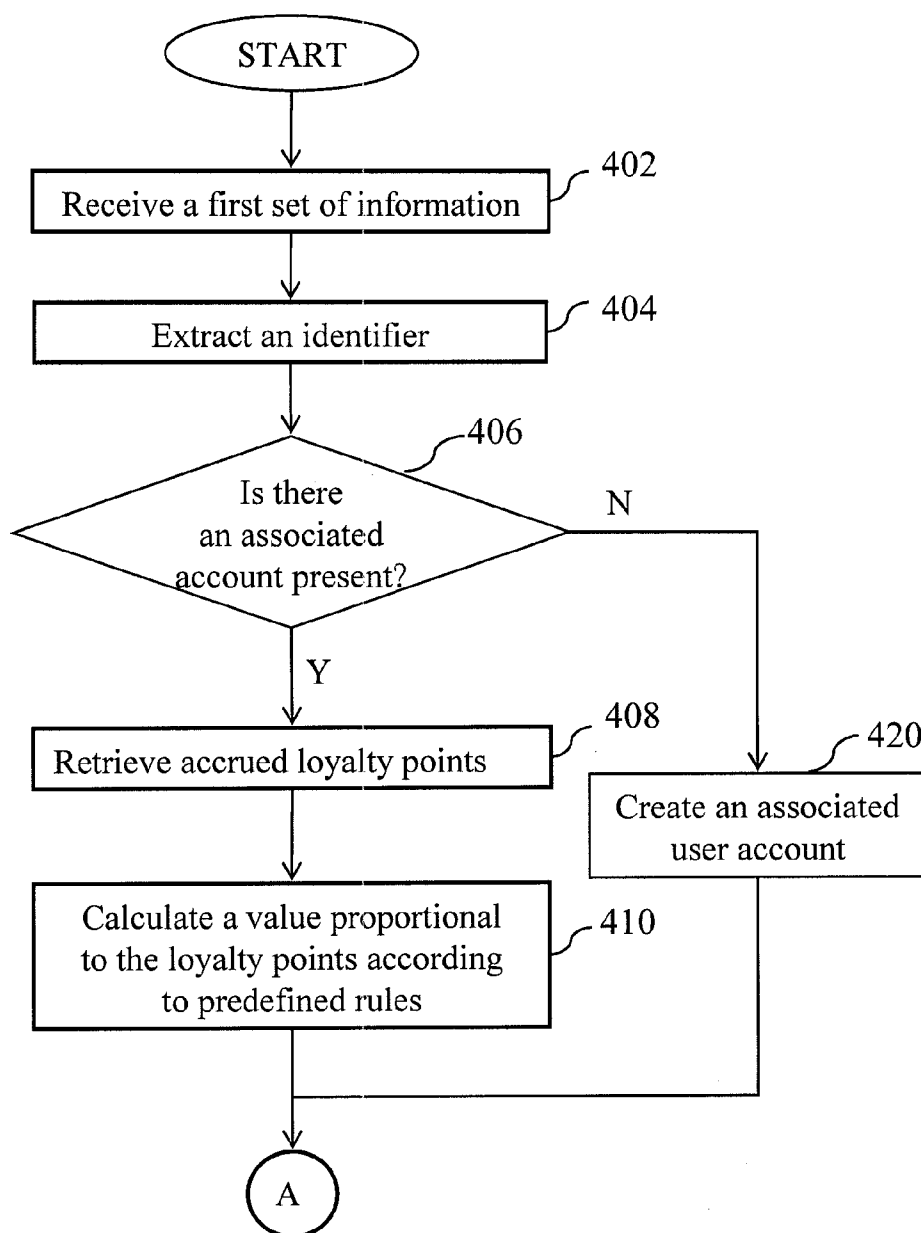 START
402
Receive a first set of information
404
Extract an identifier
406
Is there
an associated
account present?
N
Y
408
Retrieve accrued loyalty points
420
Create an associated
user account
Calculate a value proportional
to the loyalty points according
to predefined rules
410
A